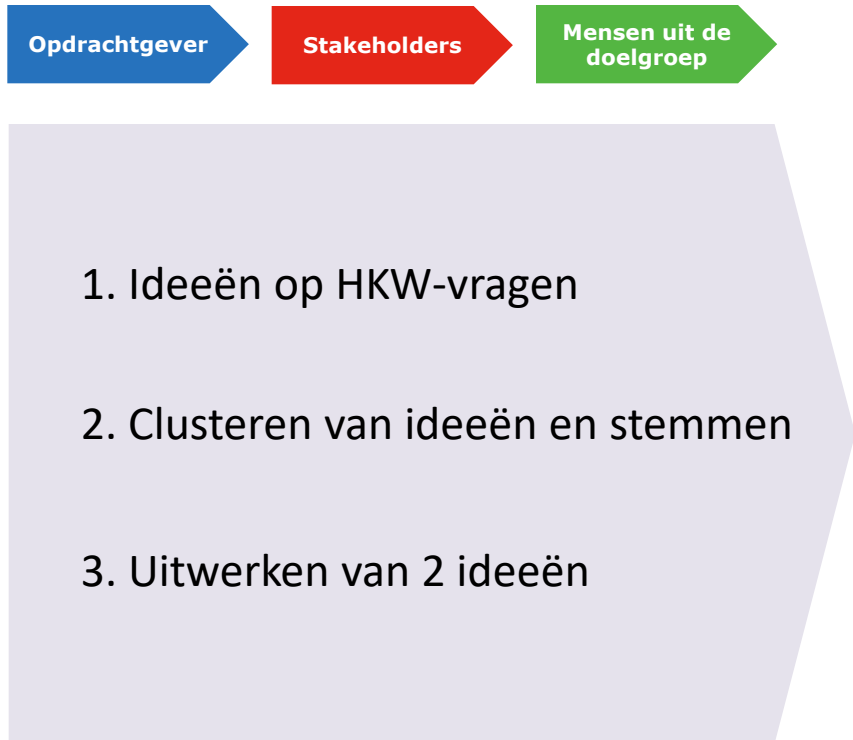 Opdrachtgever
Stakeholders
Mensen uit de
doelgroep
1. Ideeën op HKW-vragen
2. Clusteren van ideeën en stemmen
3. Uitwerken van 2 ideeën